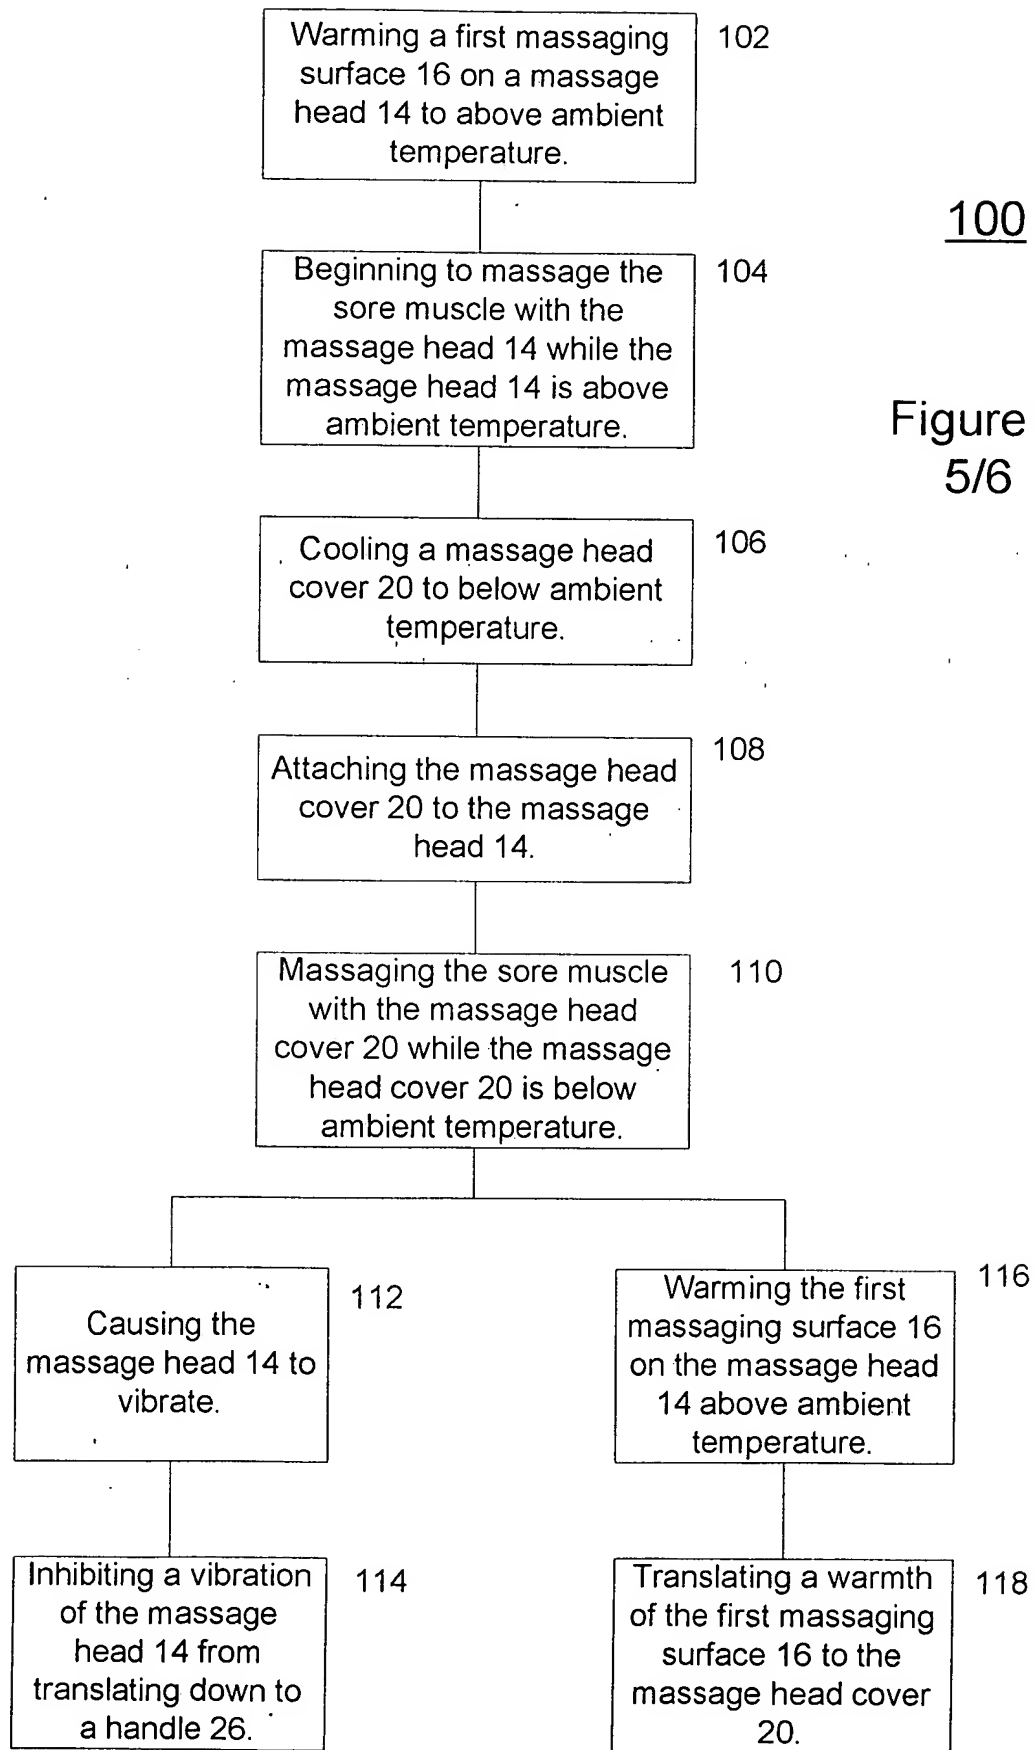 Warming a first massaging
surface 16 on a massage
head 14 to above ambient
temperature.
102
100
Beginning to massage the
sore muscle with the
massage head 14 while the
massage head 14 is above
ambient temperature.
104
Figure
5/6
Cooling a massage head
cover 20 to below ambient
temperature.
106
Attaching the massage head
cover 20 to the massage
head 14.
108
Massaging the sore muscle
with the massage head
cover 20 while the massage
head cover 20 is below
ambient temperature.
110
Causing the
massage head 14 to
vibrate.
112
Warming the first
massaging surface 16
on the massage head
14 above ambient
temperature.
116
Inhibiting a vibration
of the massage
head 14 from
translating down to
a handle 26.
114
Translating a warmth
of the first massaging
surface 16 to the
massage head cover
20.
118